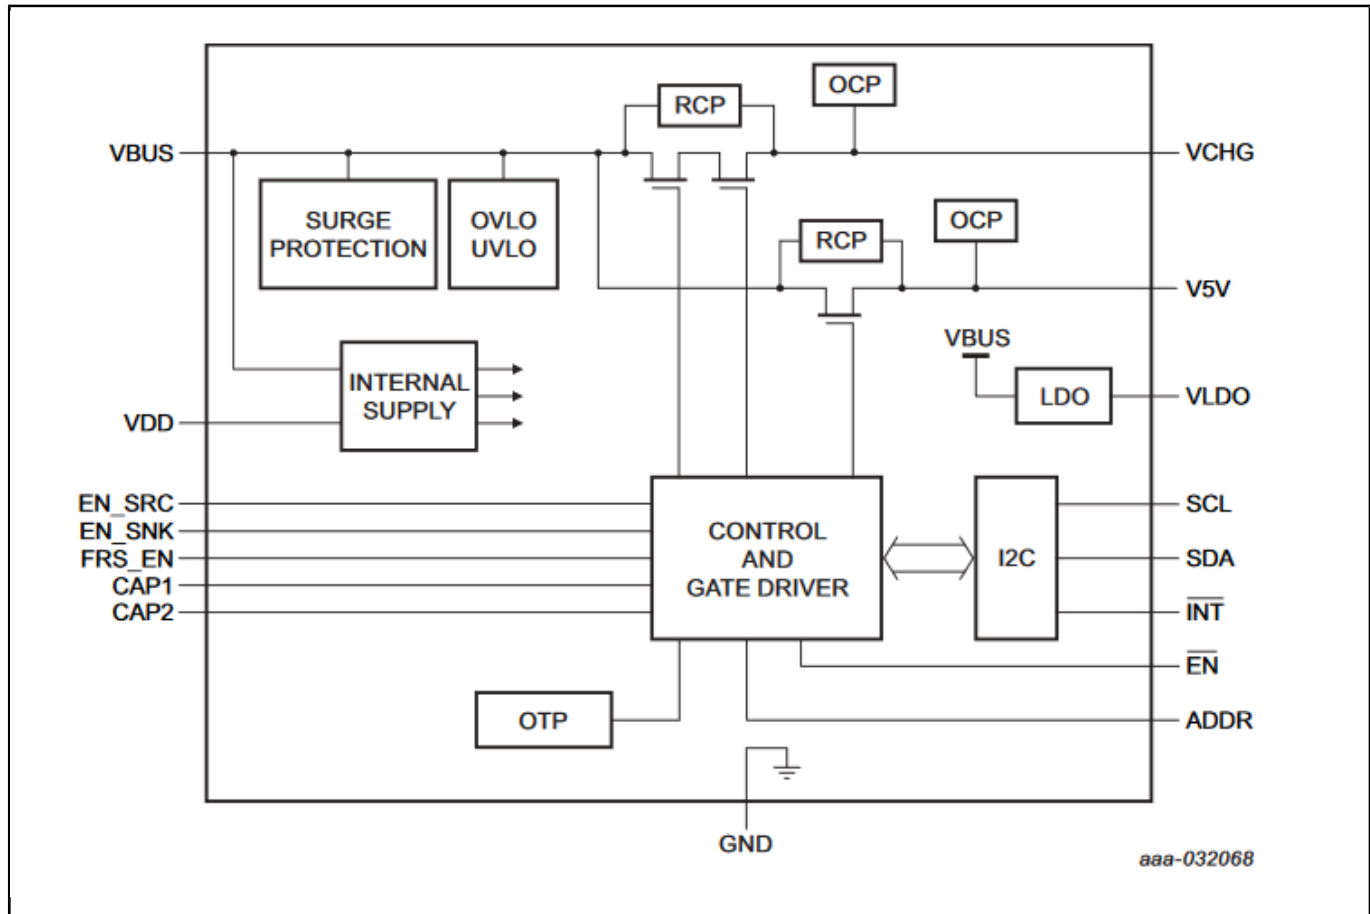 OCP
RCP
VBUS
VCHG
SURGE
PROTECTION
OVLO
UVLO
OCP
RCP
V5V
VBUS
INTERNAL
SUPPLY
LDO
VLDO
VDD
EN_SRC
EN_SNK
FRS_EN
CAP1
CAP2
CONTROL
AND
GATE DRIVER
I2C
SCL
SDA
INT
EN
OTP
ADDR
GND
aaa-032068